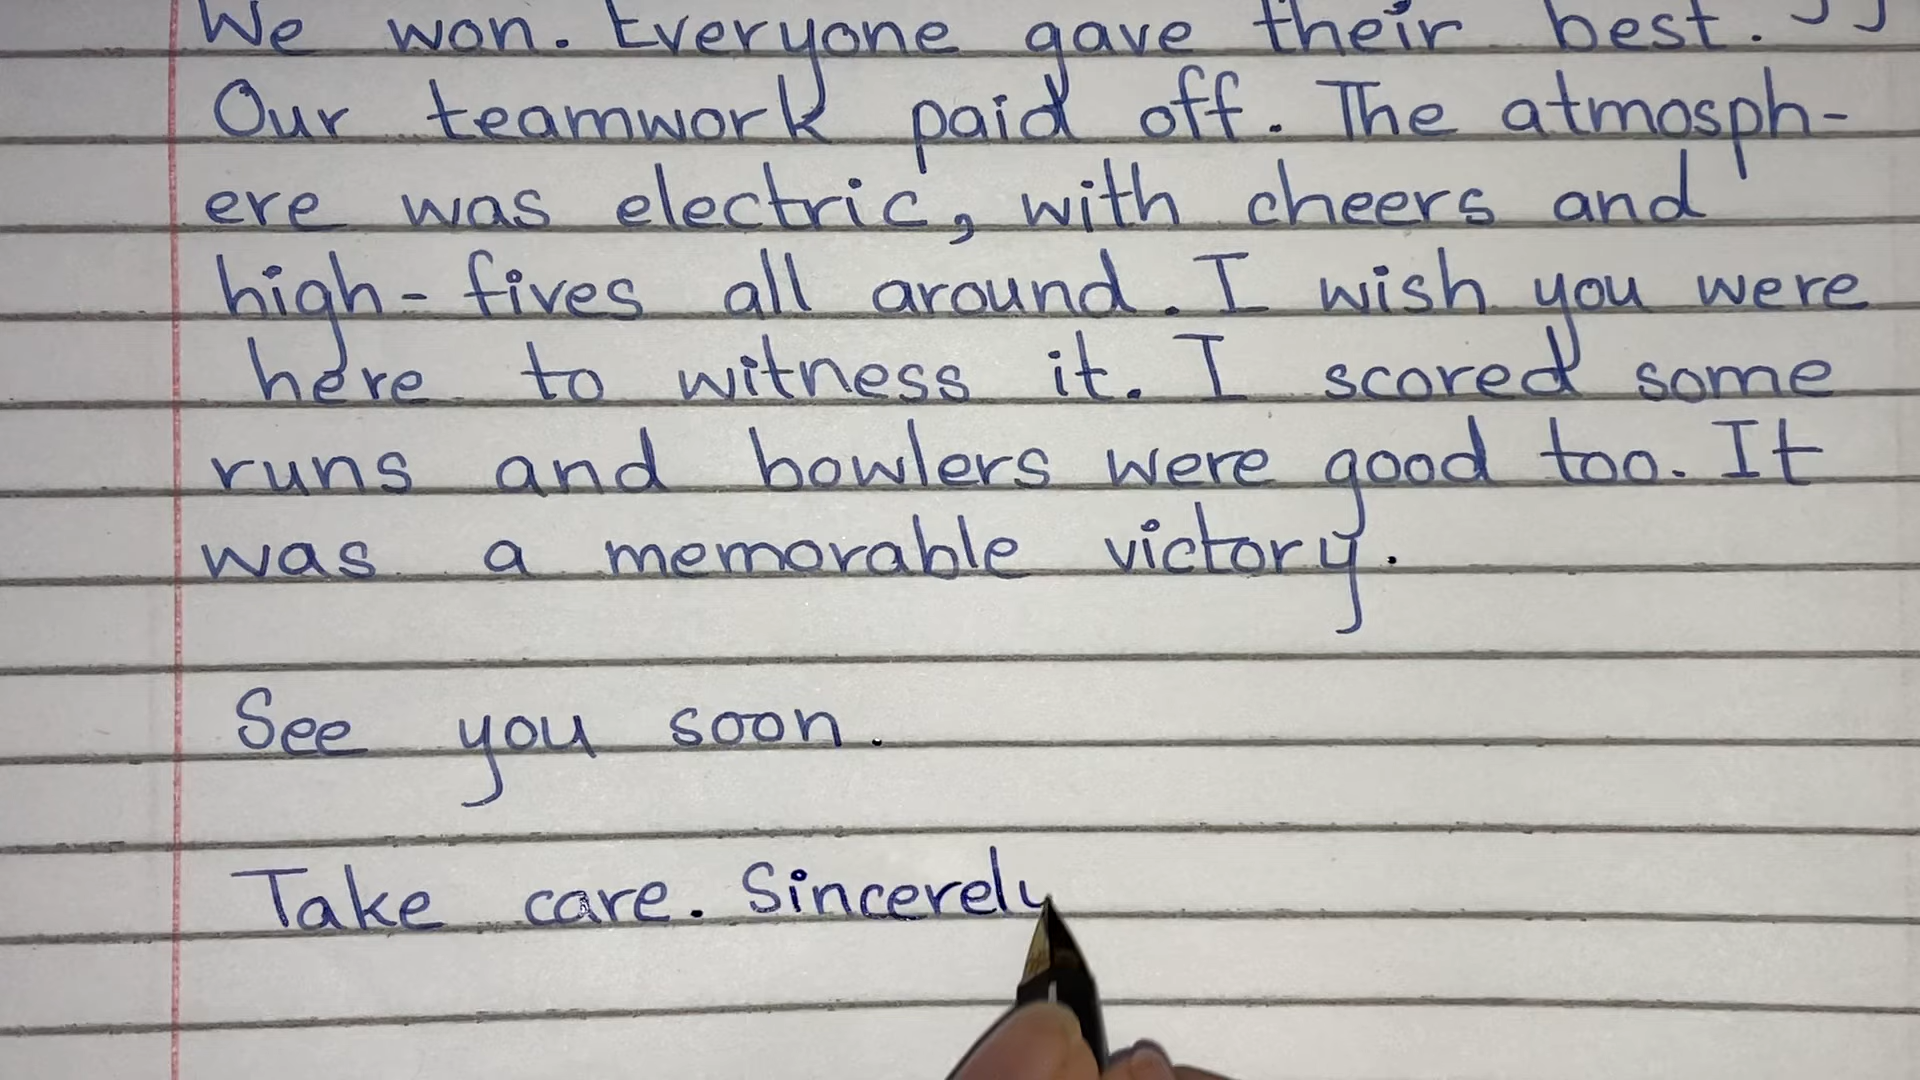 We won. Everyone gave their best.
Our teamwork paid off. The atmosph-
ere was electric, with cheers and
high-fives all around. I wish you were
here to witness it. I scored some
runs and bowlers were good too. It
was a memorable victory.
See you soon.
Take care. Sincerely